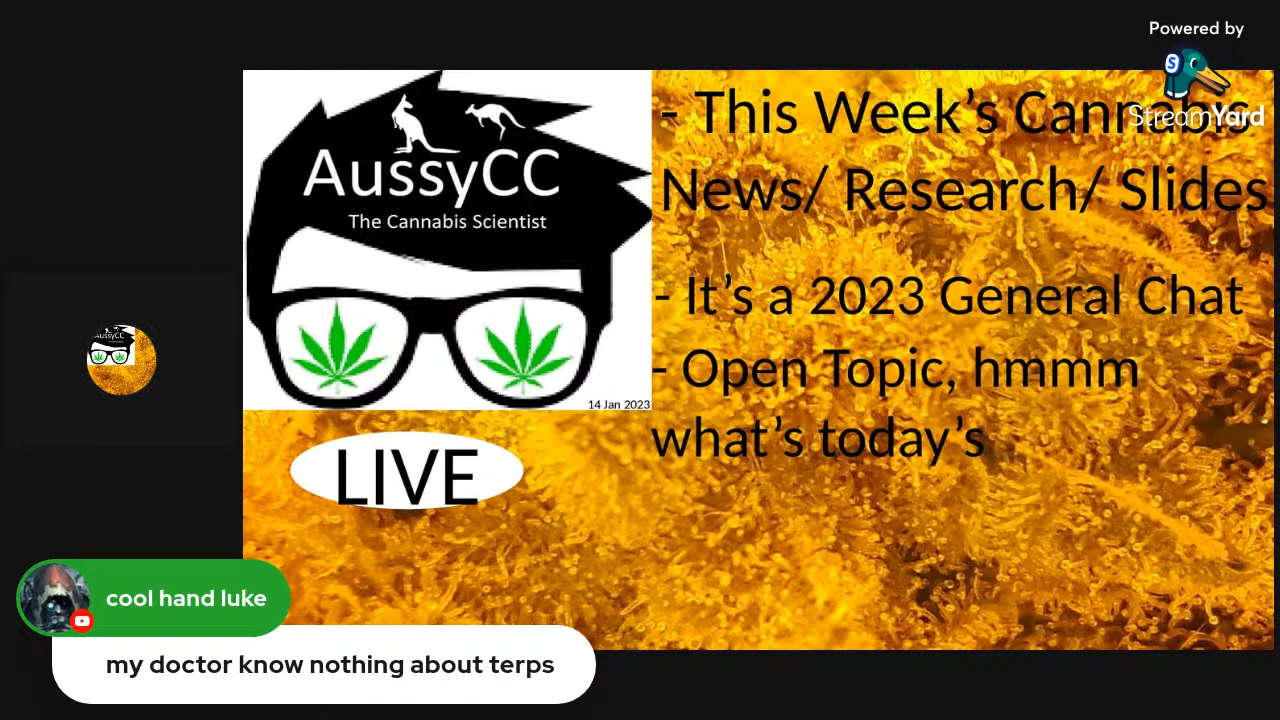 Powered by
StreamYard
- This Week's Cannabis
News/ Research/ Slides
AussyCC
The Cannabis Scientist
- It's a 2023 General Chat
- Open Topic, hmmm
what's today's
14 Jan 2023
LIVE
AussyCC
cool hand luke
my doctor know nothing about terps